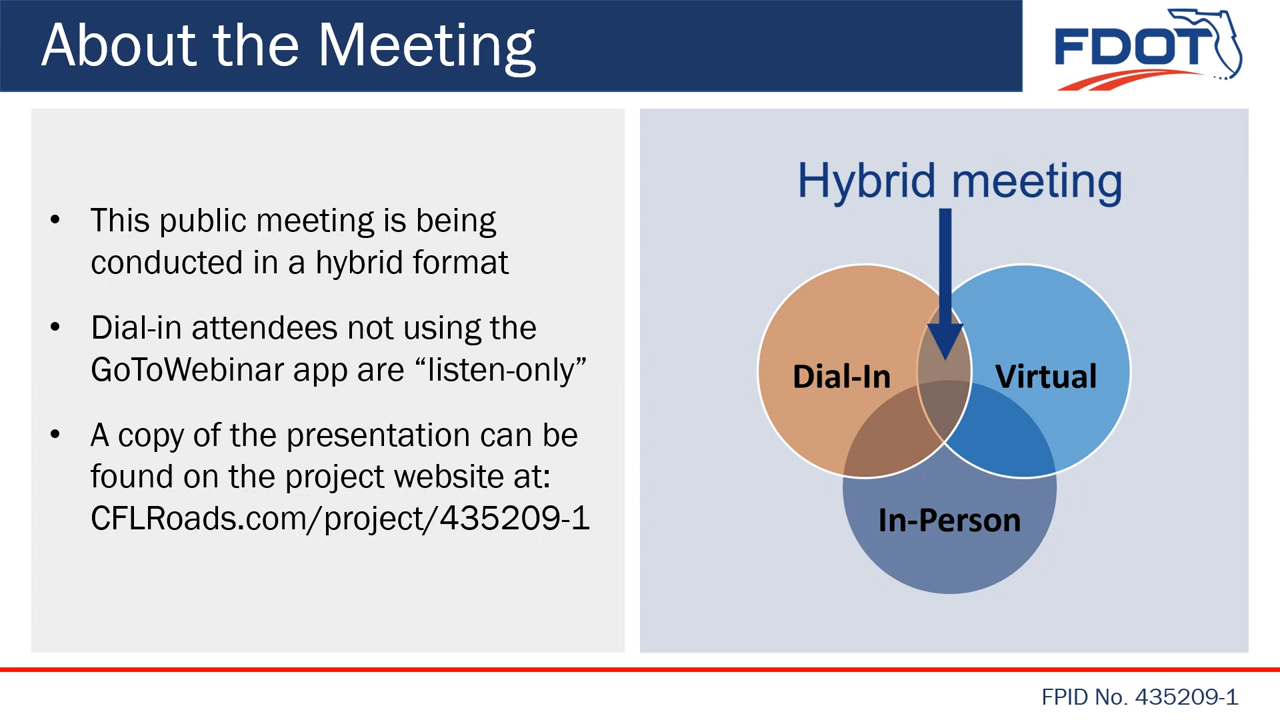 About the Meeting
FDOT
• This public meeting is being
conducted in a hybrid format
• Dial-in attendees not using the
GoToWebinar app are “listen-only”
• A copy of the presentation can be
found on the project website at:
CFLRoads.com/project/435209-1
Hybrid meeting
Dial-In
Virtual
In-Person
FPID No. 435209-1